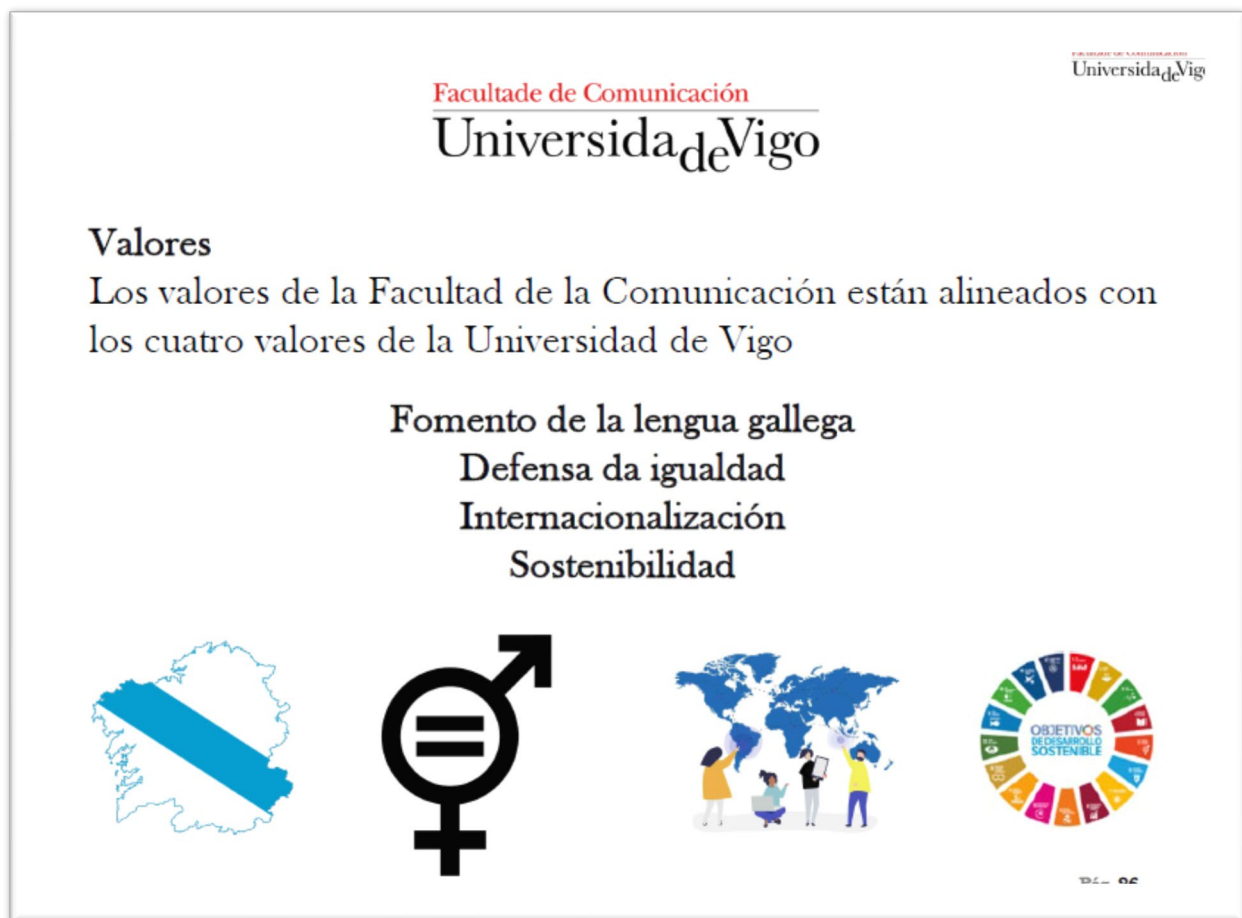 Universida de Vigo
Facultade de Comunicación
Universida de Vigo
Valores
Los valores de la Facultad de la Comunicación están alineados con
los cuatro valores de la Universidad de Vigo
Fomento de la lengua gallega
Defensa da igualdad
Internacionalización
Sostenibilidad
OBJETIVOS
DE DESARROLLO
SOSTENIBLE